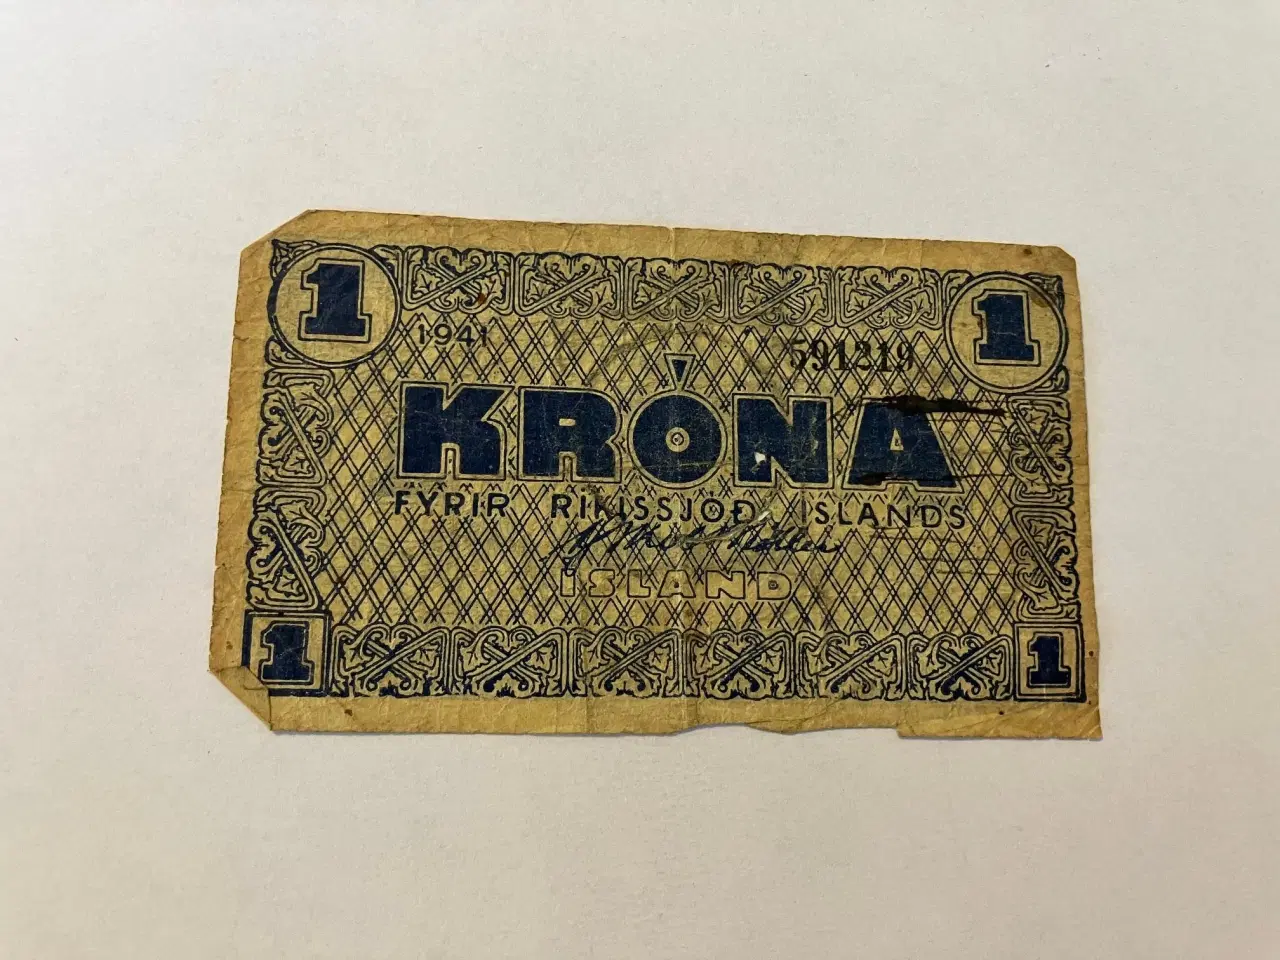 1 1
1941 591219
KRÓNA
FYRIR RÍKISSJÓÐ ÍSLANDS
ÍSLAND
1 1